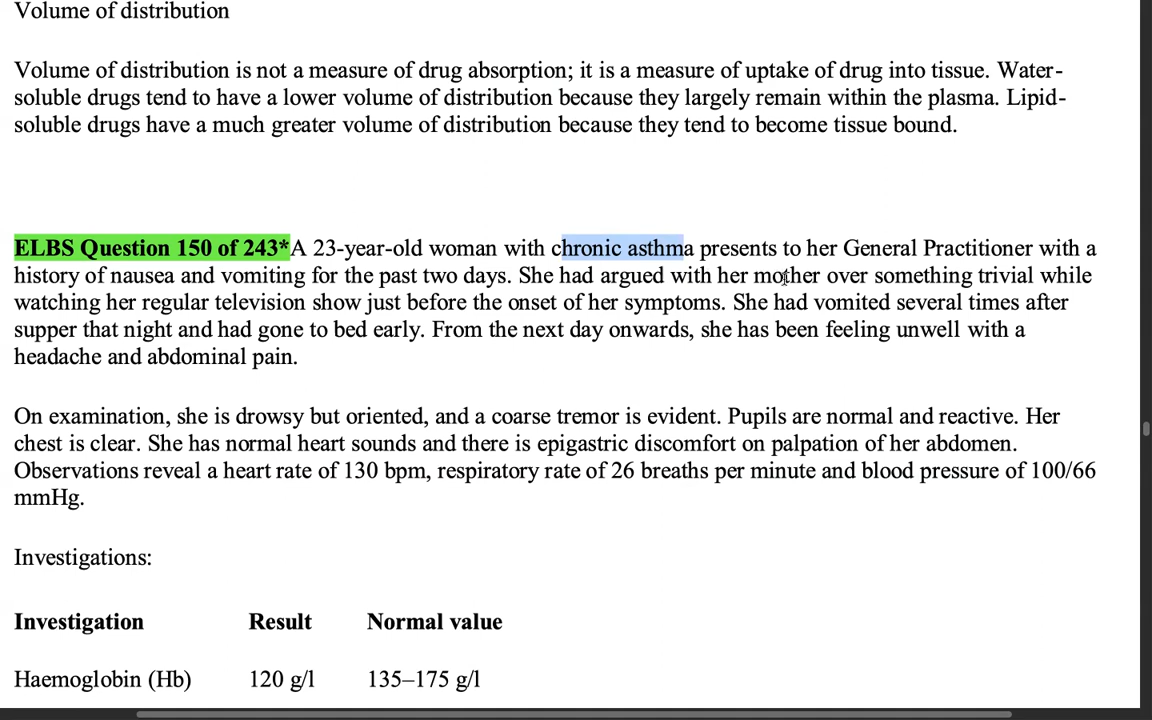 Volume of distribution
Volume of distribution is not a measure of drug absorption; it is a measure of uptake of drug into tissue. Water-
soluble drugs tend to have a lower volume of distribution because they largely remain within the plasma. Lipid-
soluble drugs have a much greater volume of distribution because they tend to become tissue bound.
ELBS Question 150 of 243*A 23-year-old woman with chronic asthma presents to her General Practitioner with a
history of nausea and vomiting for the past two days. She had argued with her mother over something trivial while
watching her regular television show just before the onset of her symptoms. She had vomited several times after
supper that night and had gone to bed early. From the next day onwards, she has been feeling unwell with a
headache and abdominal pain.
On examination, she is drowsy but oriented, and a coarse tremor is evident. Pupils are normal and reactive. Her
chest is clear. She has normal heart sounds and there is epigastric discomfort on palpation of her abdomen.
Observations reveal a heart rate of 130 bpm, respiratory rate of 26 breaths per minute and blood pressure of 100/66
mmHg.
Investigations:
Investigation Result Normal value
Haemoglobin (Hb) 120 g/l 135–175 g/l